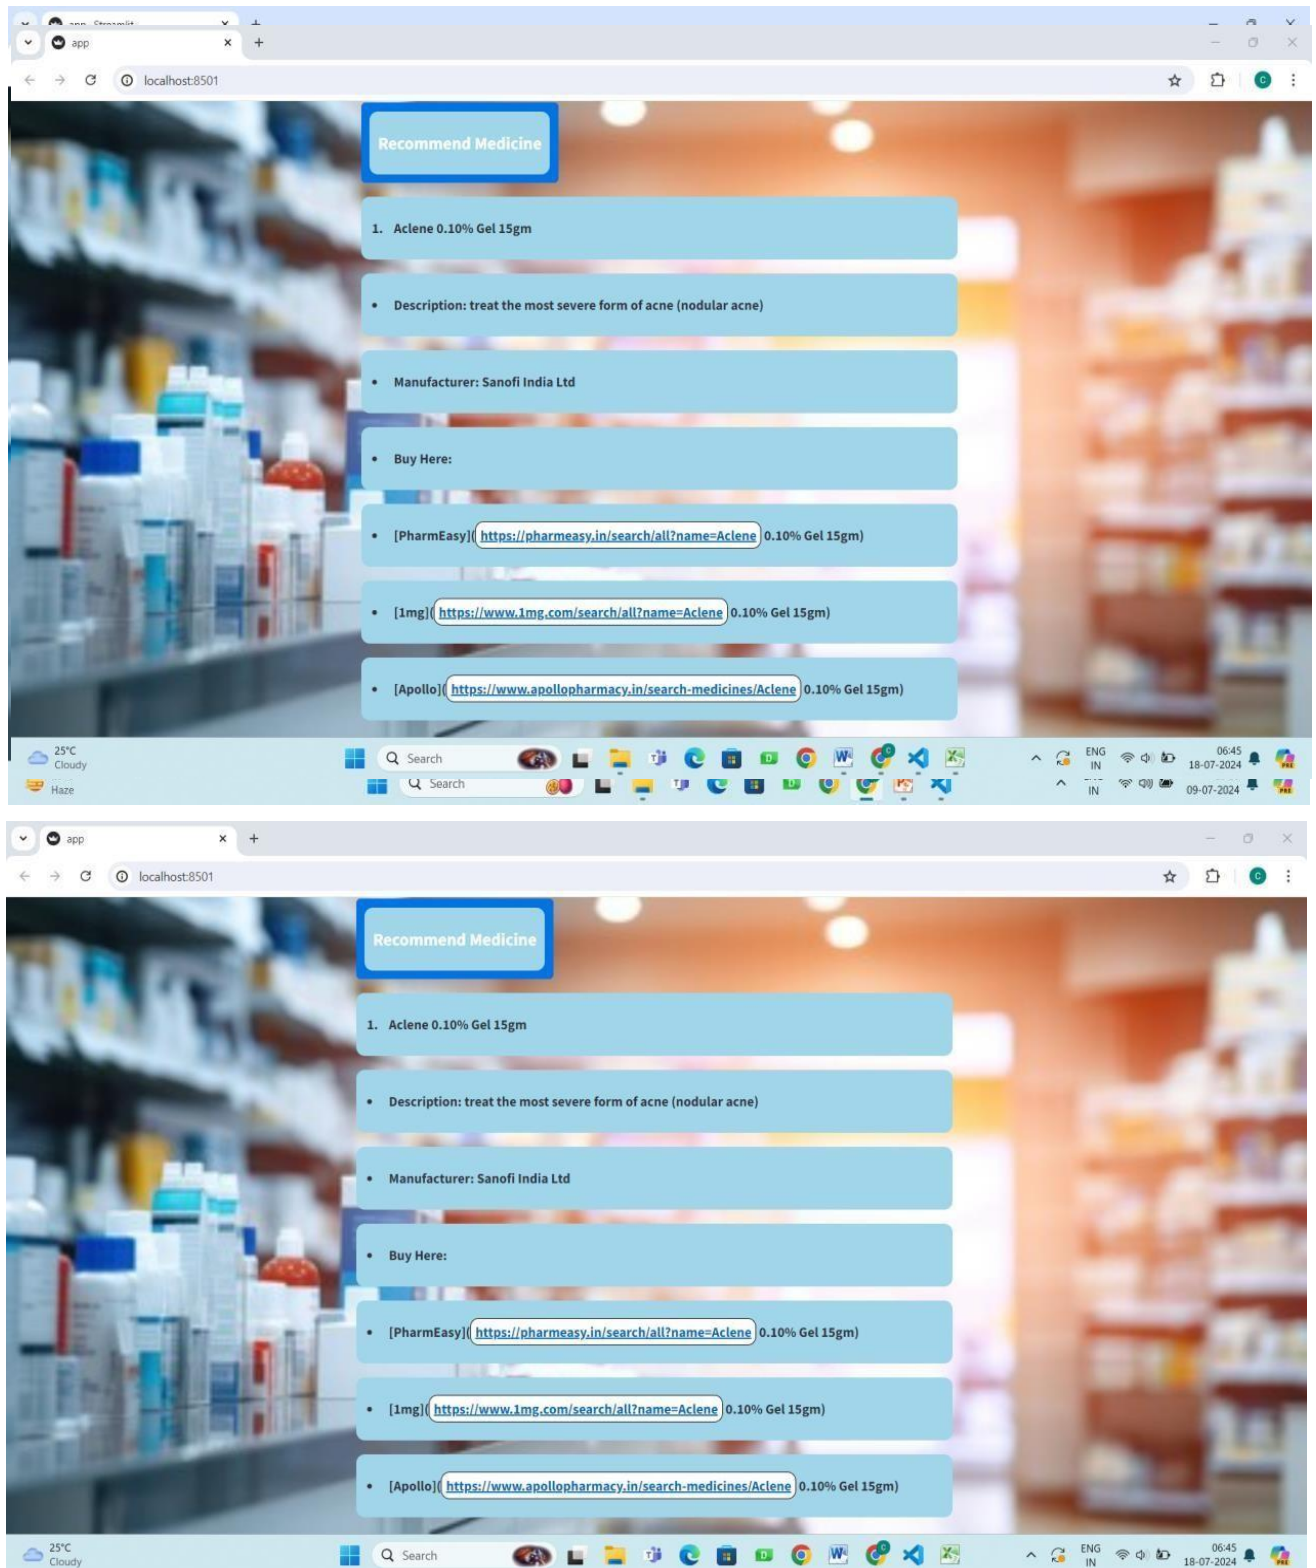 app - Streamlit
app
localhost:8501
Recommend Medicine
1. Aclene 0.10% Gel 15gm
• Description: treat the most severe form of acne (nodular acne)
• Manufacturer: Sanofi India Ltd
• Buy Here:
• [PharmEasy]( https://pharmeasy.in/search/all?name=Aclene 0.10% Gel 15gm)
• [1mg]( https://www.1mg.com/search/all?name=Aclene 0.10% Gel 15gm)
• [Apollo]( https://www.apollopharmacy.in/search-medicines/Aclene 0.10% Gel 15gm)
25°C
Cloudy
Search
ENG
IN
06:45
18-07-2024
Haze
Search
IN
09-07-2024
app
localhost:8501
Recommend Medicine
1. Aclene 0.10% Gel 15gm
• Description: treat the most severe form of acne (nodular acne)
• Manufacturer: Sanofi India Ltd
• Buy Here:
• [PharmEasy]( https://pharmeasy.in/search/all?name=Aclene 0.10% Gel 15gm)
• [1mg]( https://www.1mg.com/search/all?name=Aclene 0.10% Gel 15gm)
• [Apollo]( https://www.apollopharmacy.in/search-medicines/Aclene 0.10% Gel 15gm)
25°C
Cloudy
Search
ENG
IN
06:45
18-07-2024